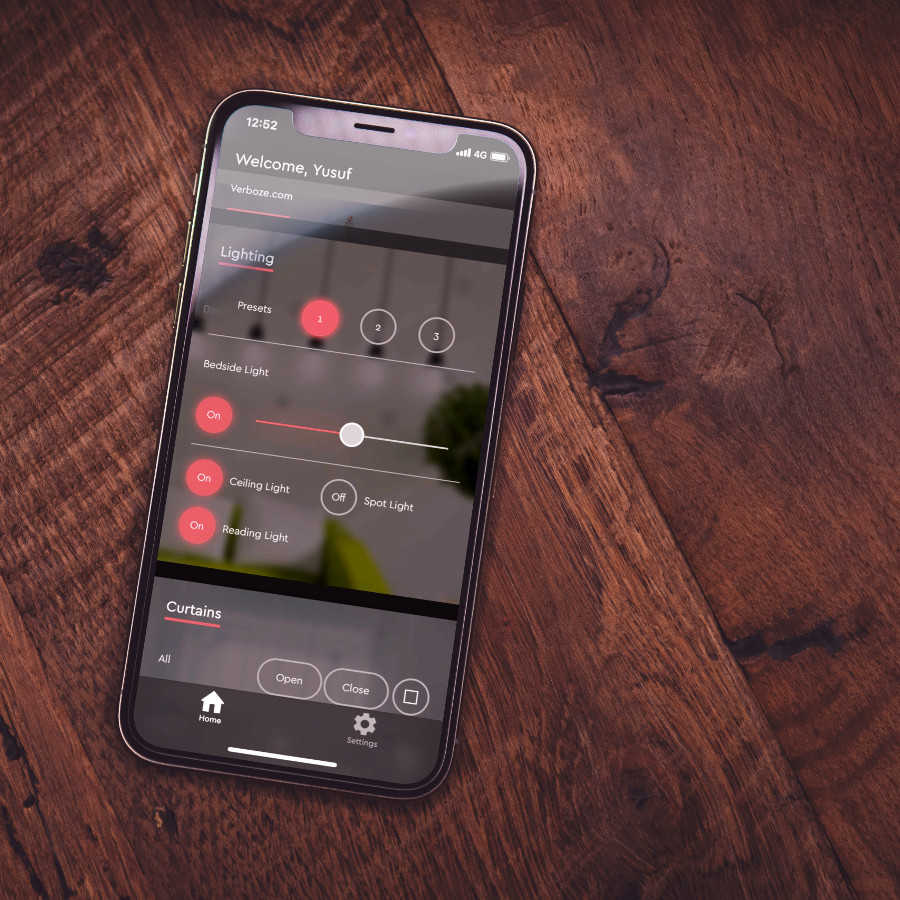 12:52
4G
Welcome, Yusuf
Verboze.com
Lighting
Presets 1 2 3
Bedside Light
On
On Ceiling Light Off Spot Light
On Reading Light
Curtains
All Open Close
Home Settings